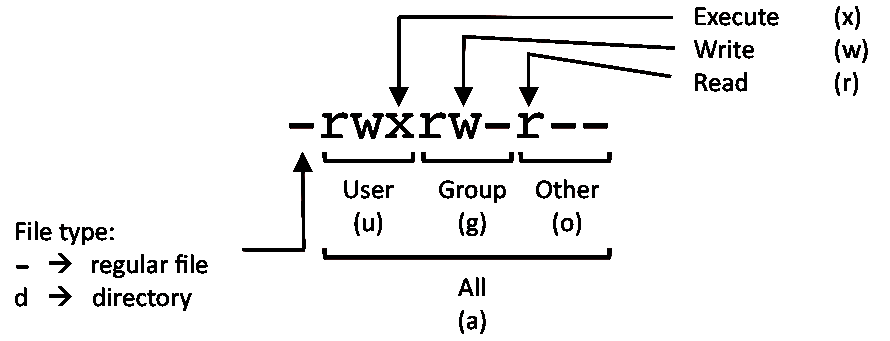 Execute (x)
Write (w)
Read (r)
-rwxrw-r--
User Group Other
(u) (g) (o)
File type:
- → regular file
d → directory
All
(a)